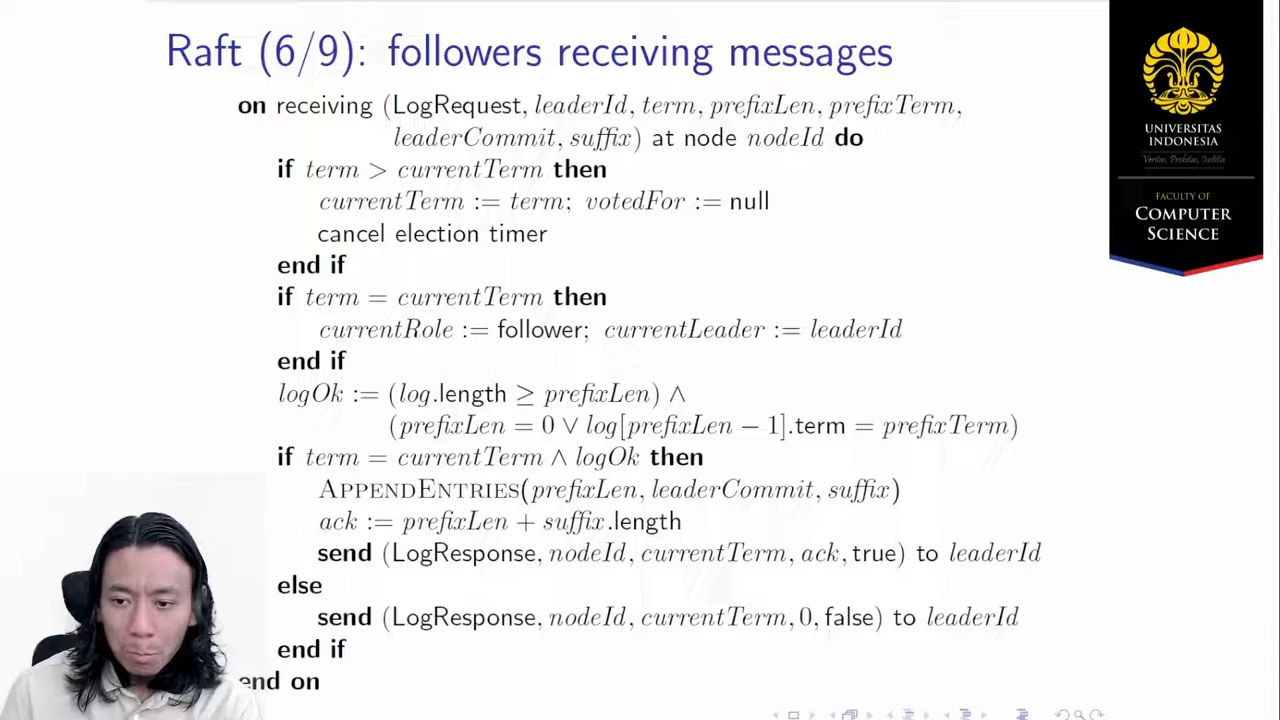 Raft (6/9): followers receiving messages
on receiving (LogRequest, leaderId, term, prefixLen, prefixTerm,
leaderCommit, suffix) at node nodeId do
if term > currentTerm then
currentTerm := term; votedFor := null
cancel election timer
end if
if term = currentTerm then
currentRole := follower; currentLeader := leaderId
end if
logOk := (log.length ≥ prefixLen) ∧
(prefixLen = 0 ∨ log[prefixLen − 1].term = prefixTerm)
if term = currentTerm ∧ logOk then
APPENDENTRIES(prefixLen, leaderCommit, suffix)
ack := prefixLen + suffix.length
send (LogResponse, nodeId, currentTerm, ack, true) to leaderId
else
send (LogResponse, nodeId, currentTerm, 0, false) to leaderId
end if
end on
UNIVERSITAS
INDONESIA
Veritas, Probitas, Justitia
FACULTY OF
COMPUTER
SCIENCE